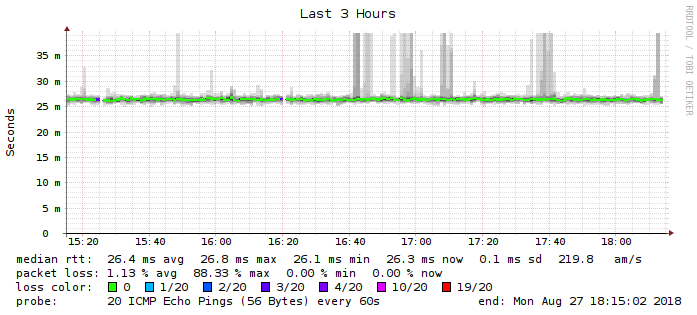 Last 3 Hours
RRDTOOL / TOBI OETIKER
Seconds
35 m
30 m
25 m
20 m
15 m
10 m
5 m
0
15:20 15:40 16:00 16:20 16:40 17:00 17:20 17:40 18:00
median rtt: 26.4 ms avg 26.8 ms max 26.1 ms min 26.3 ms now 0.1 ms sd 219.8 am/s
packet loss: 1.13 % avg 88.33 % max 0.00 % min 0.00 % now
loss color: 0 1/20 2/20 3/20 4/20 10/20 19/20
probe: 20 ICMP Echo Pings (56 Bytes) every 60s end: Mon Aug 27 18:15:02 2018